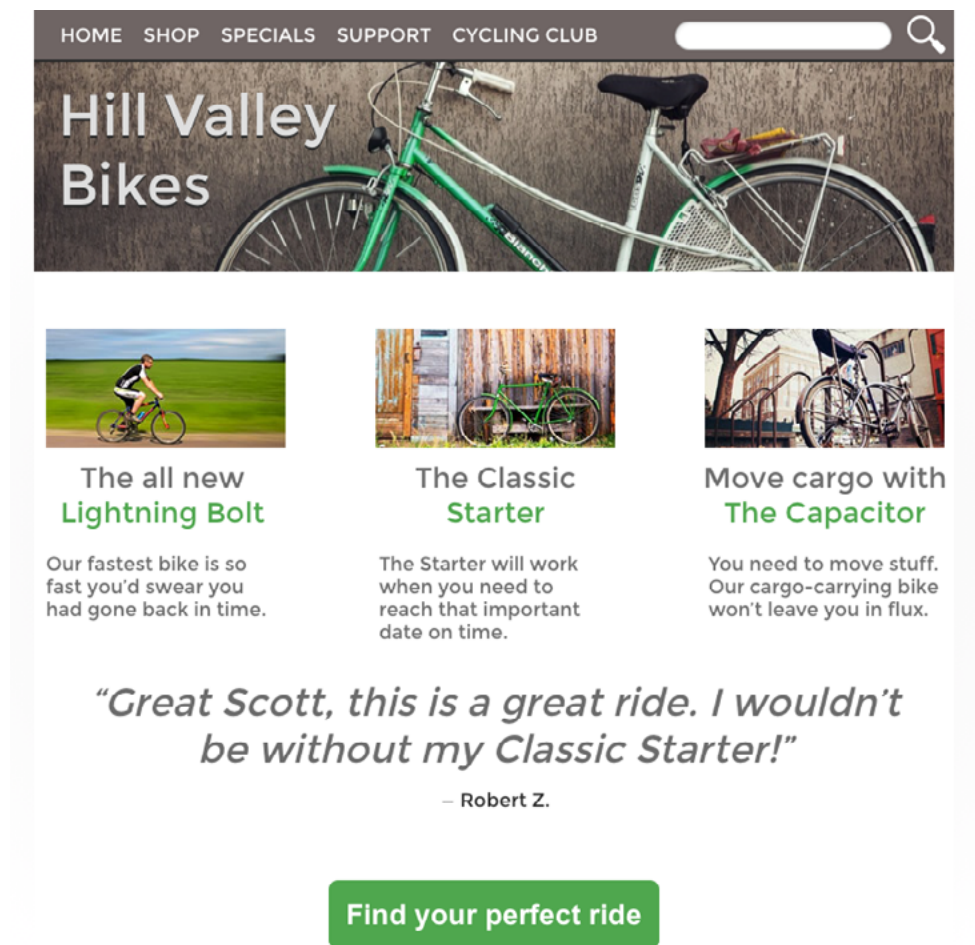 HOME SHOP SPECIALS SUPPORT CYCLING CLUB
Hill Valley
Bikes
Bianchi
The all new
Lightning Bolt
Our fastest bike is so
fast you’d swear you
had gone back in time.
The Classic
Starter
The Starter will work
when you need to
reach that important
date on time.
Move cargo with
The Capacitor
You need to move stuff.
Our cargo-carrying bike
won’t leave you in flux.
“Great Scott, this is a great ride. I wouldn’t
be without my Classic Starter!”
– Robert Z.
Find your perfect ride